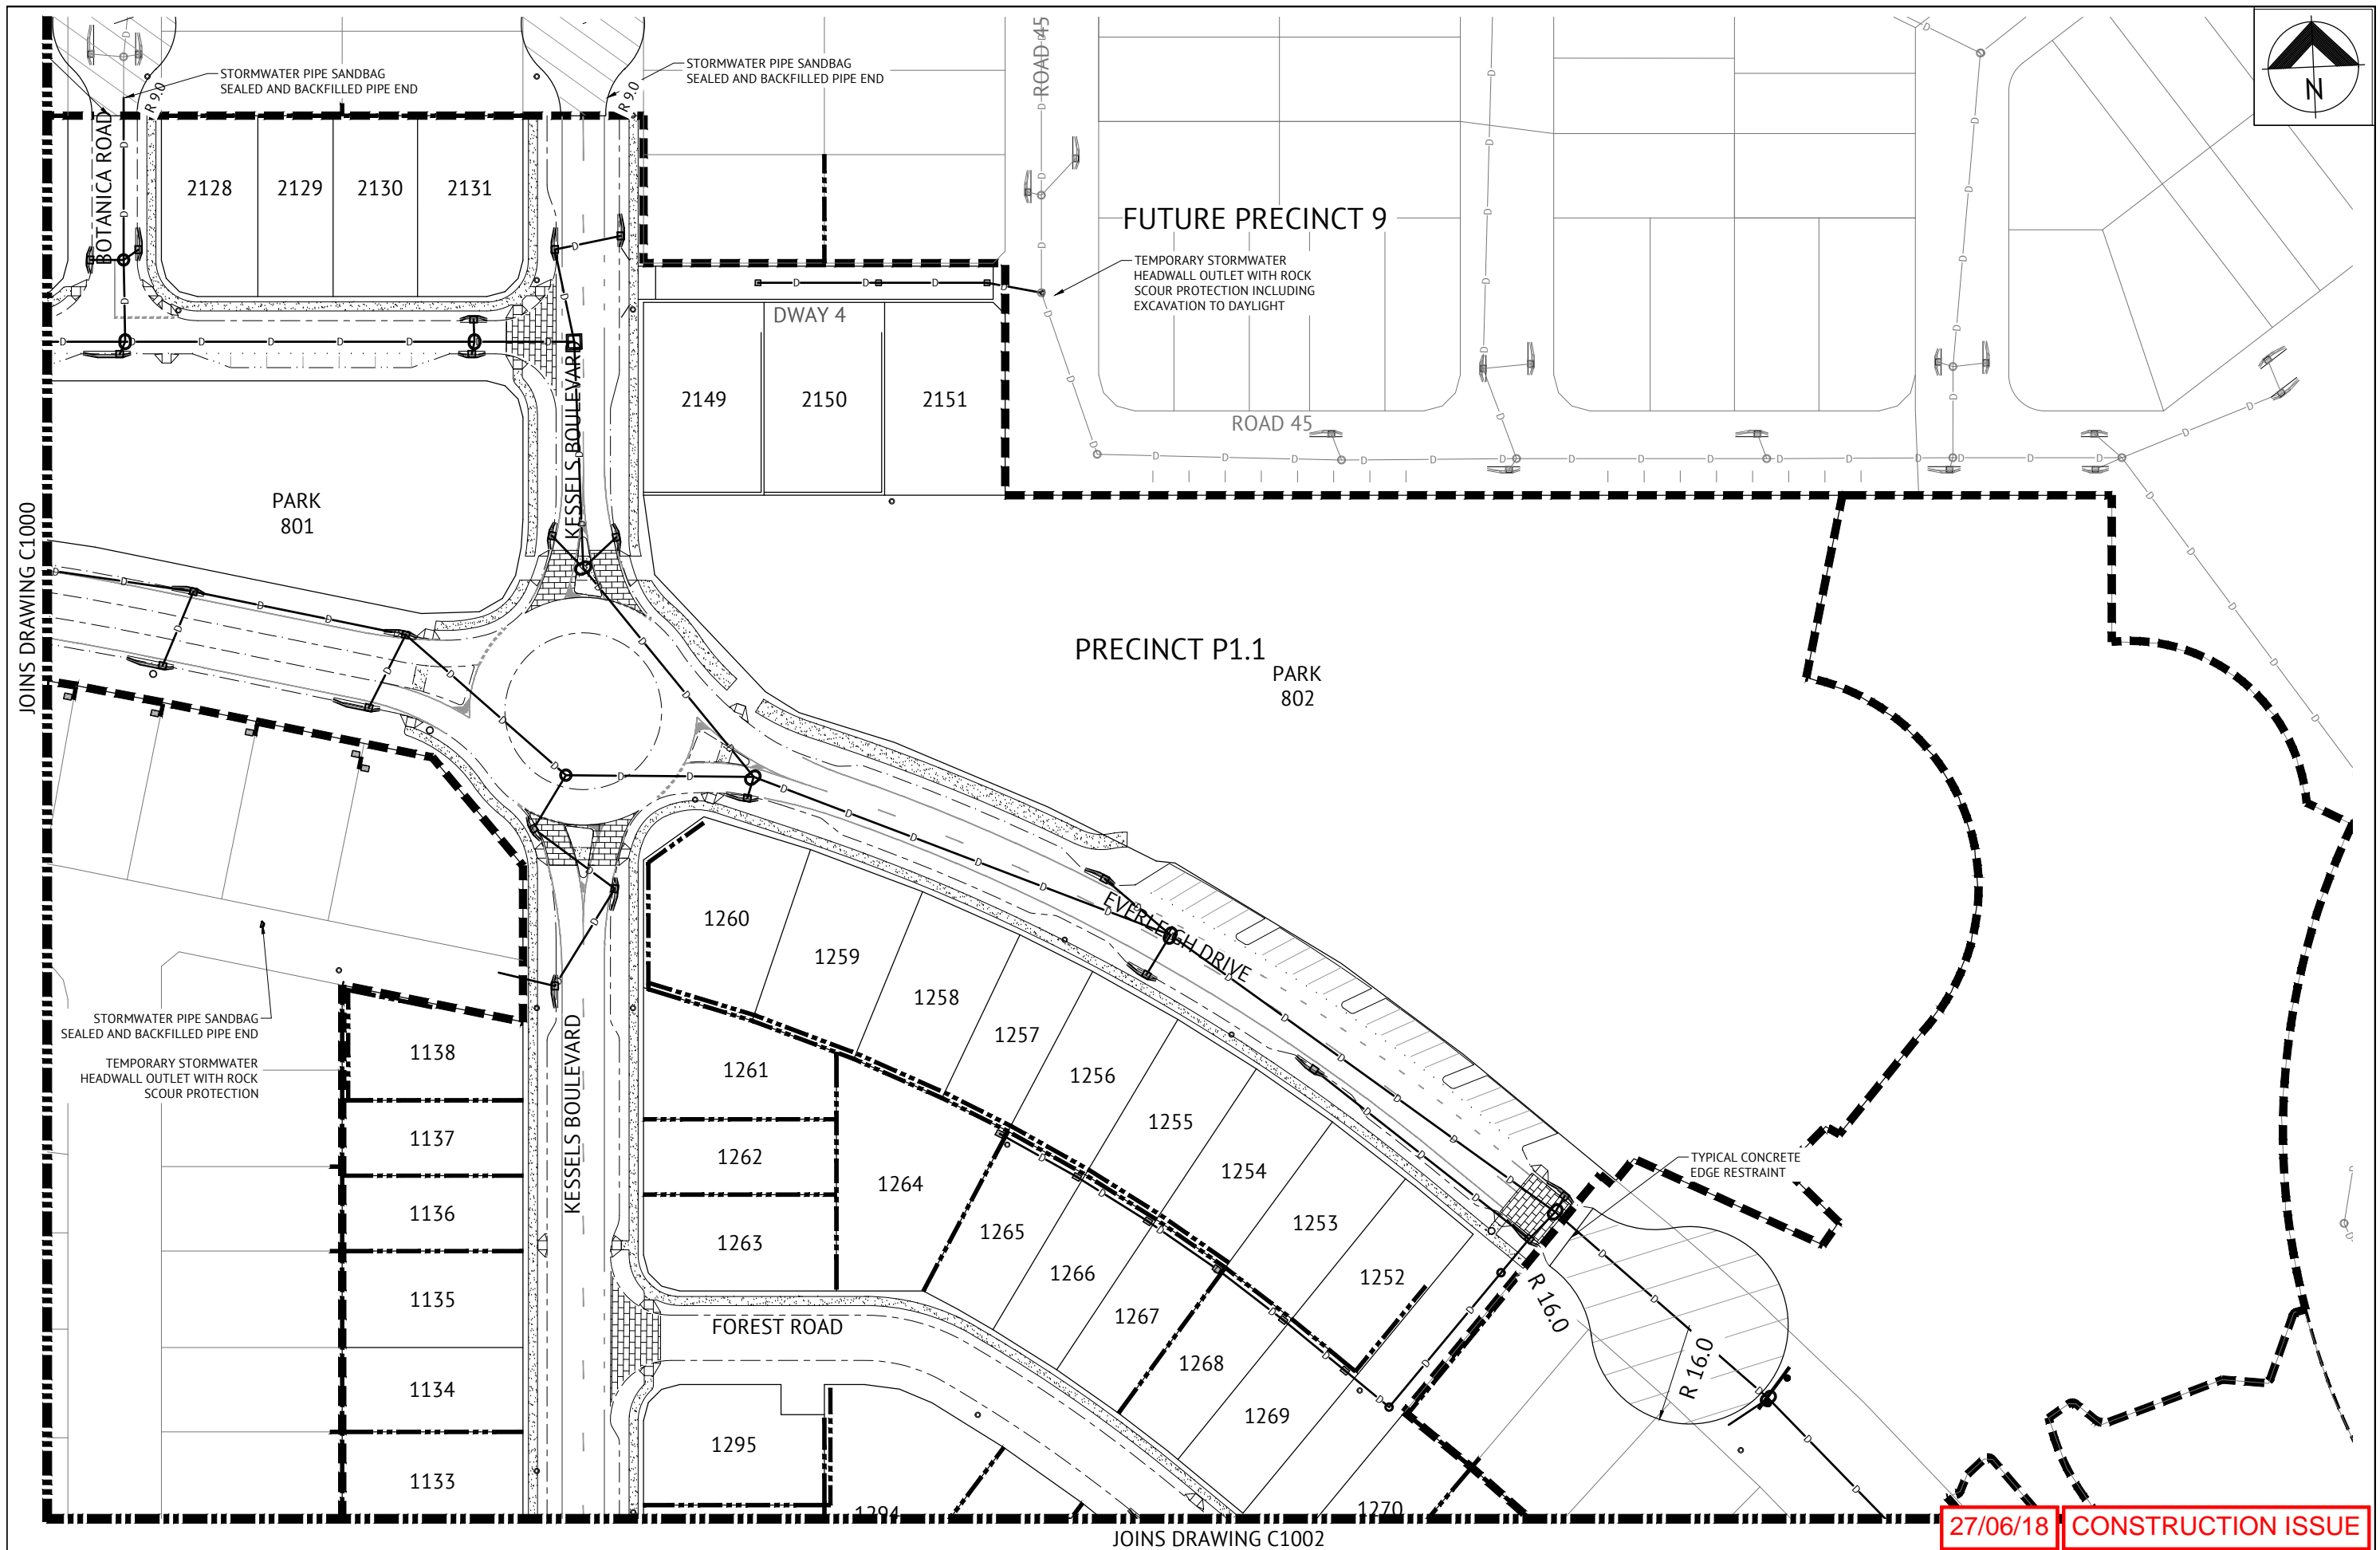 N
ROAD 45
STORMWATER PIPE SANDBAG
SEALED AND BACKFILLED PIPE END
STORMWATER PIPE SANDBAG
SEALED AND BACKFILLED PIPE END
R 9.0
R 9.0
BOTANICA ROAD
2128
2129
2130
2131
FUTURE PRECINCT 9
TEMPORARY STORMWATER
HEADWALL OUTLET WITH ROCK
SCOUR PROTECTION INCLUDING
EXCAVATION TO DAYLIGHT
DWAY 4
KESSELS BOULEVARD
2149
2150
2151
ROAD 45
PARK
801
JOINS DRAWING C1000
PRECINCT P1.1
PARK
802
EVERLEIGH DRIVE
1260
1259
1258
1257
1256
1255
1254
1253
1252
STORMWATER PIPE SANDBAG
SEALED AND BACKFILLED PIPE END
TEMPORARY STORMWATER
HEADWALL OUTLET WITH ROCK
SCOUR PROTECTION
KESSELS BOULEVARD
1138
1137
1136
1135
1134
1133
1261
1262
1263
1264
1265
1266
1267
1268
1269
1270
TYPICAL CONCRETE
EDGE RESTRAINT
R 16.0
R 16.0
FOREST ROAD
1295
1294
JOINS DRAWING C1002
27/06/18
CONSTRUCTION ISSUE